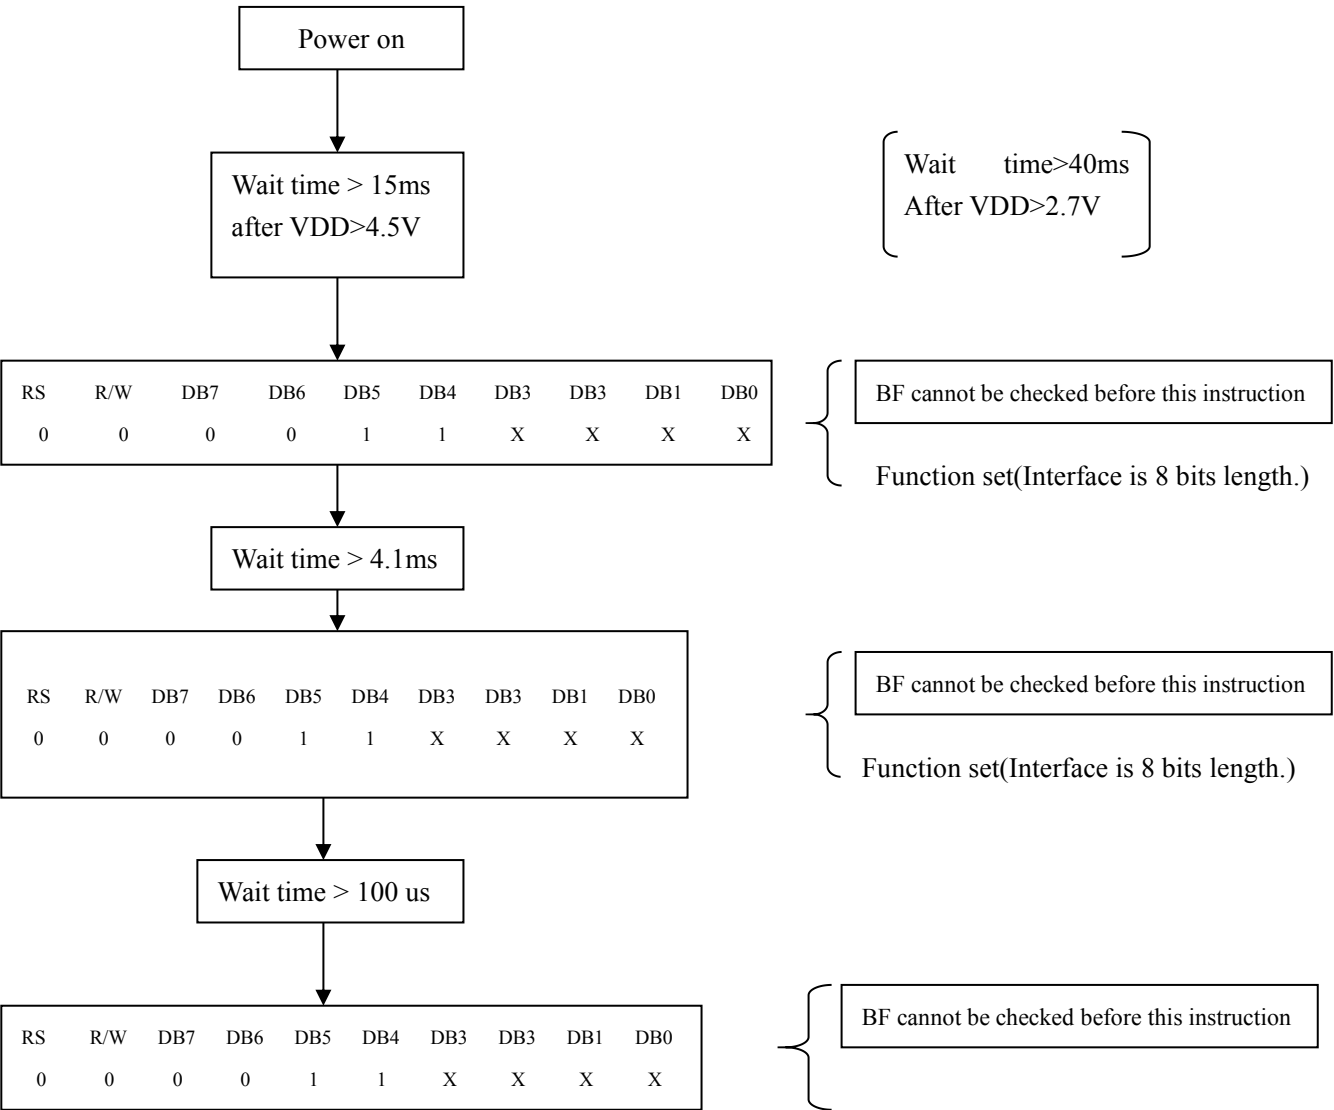 Power on
Wait time > 15ms
after VDD>4.5V
Wait time>40ms
After VDD>2.7V
RS R/W DB7 DB6 DB5 DB4 DB3 DB3 DB1 DB0
0 0 0 0 1 1 X X X X
BF cannot be checked before this instruction
Function set(Interface is 8 bits length.)
Wait time > 4.1ms
RS R/W DB7 DB6 DB5 DB4 DB3 DB3 DB1 DB0
0 0 0 0 1 1 X X X X
BF cannot be checked before this instruction
Function set(Interface is 8 bits length.)
Wait time > 100 us
RS R/W DB7 DB6 DB5 DB4 DB3 DB3 DB1 DB0
0 0 0 0 1 1 X X X X
BF cannot be checked before this instruction